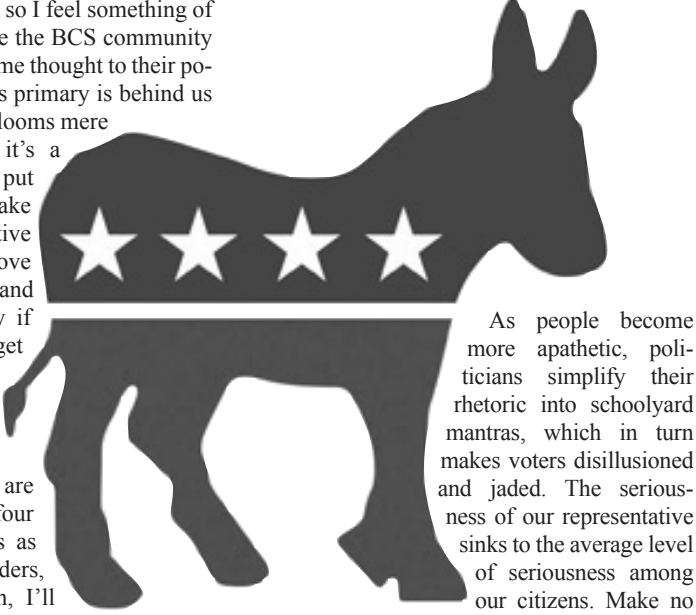 so I feel something of
the BCS community
me thought to their po-
s primary is behind us
looms mere
it's a
put
ake
tive
ove
and
y if
get
are
four
s as
ders,
n, I'll
As people become
more apathetic, poli-
ticians simplify their
rhetoric into schoolyard
mantras, which in turn
makes voters disillusioned
and jaded. The serious-
ness of our representative
sinks to the average level
of seriousness among
our citizens. Make no